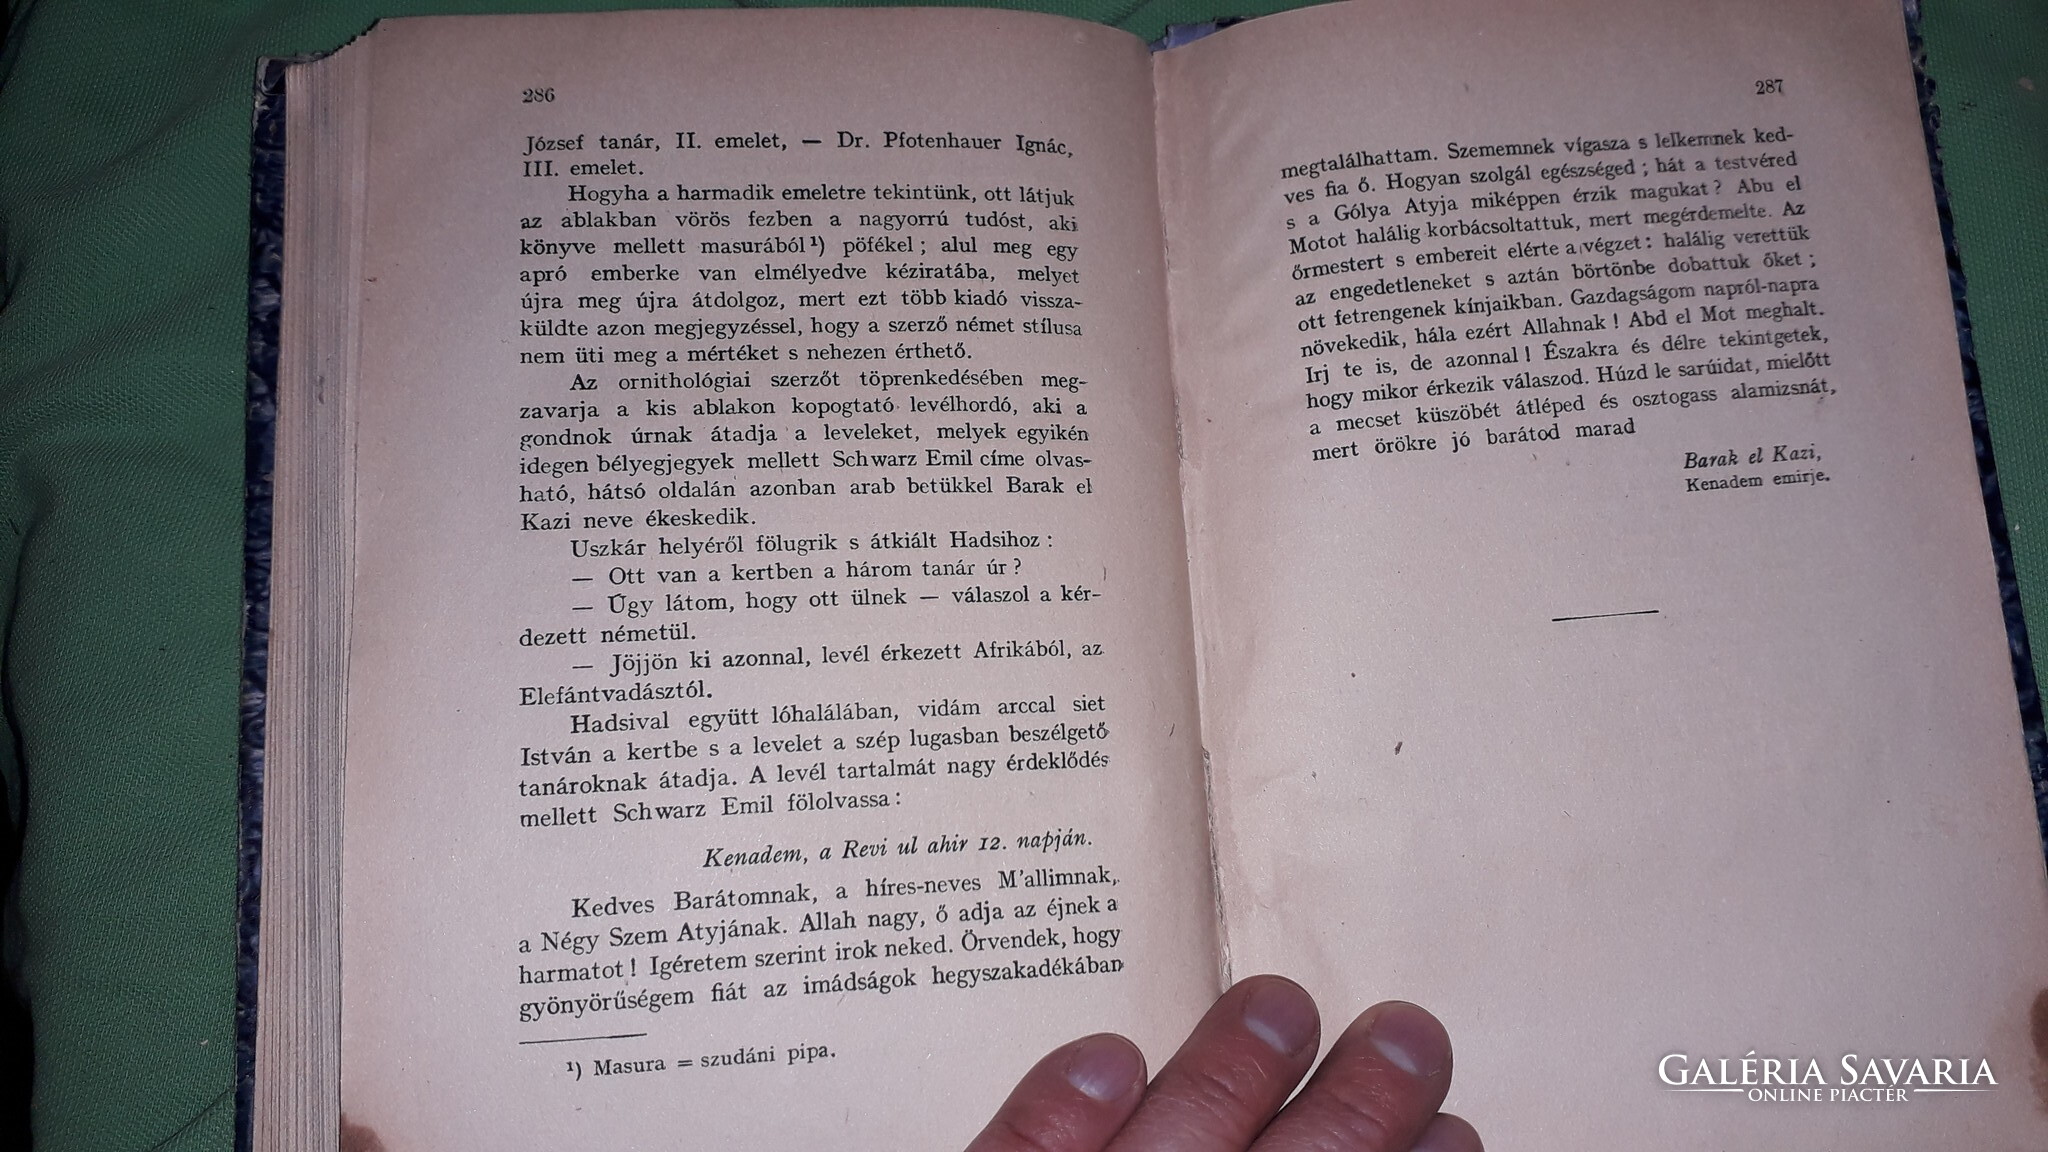 286
József tanár, II. emelet, — Dr. Pfotenhauer Ignác,
III. emelet.
Hogyha a harmadik emeletre tekintünk, ott látjuk
az ablakban vörös fezben a nagyorrú tudóst, aki
könyve mellett masurából¹) pöfékel ; alul meg egy
apró emberke van elmélyedve kéziratába, melyet
újra meg újra átdolgoz, mert ezt több kiadó vissza-
küldte azon megjegyzéssel, hogy a szerző német stílusa
nem üti meg a mértéket s nehezen érthető.
Az ornithológiai szerzőt töprenkedésében meg-
zavarja a kis ablakon kopogtató levélhordó, aki a
gondnok úrnak átadja a leveleket, melyek egyikén
idegen bélyegjegyek mellett Schwarz Emil címe olvas-
ható, hátsó oldalán azonban arab betükkel Barak el
Kazi neve ékeskedik.
Uszkár helyéről fölugrik s átkiált Hadsihoz :
— Ott van a kertben a három tanár úr ?
— Úgy látom, hogy ott ülnek — válaszol a kér-
dezett németül.
— Jöjjön ki azonnal, levél érkezett Afrikából, az
Elefántvadásztól.
Hadsival együtt lóhalálában, vidám arccal siet
István a kertbe s a levelet a szép lugasban beszélgető
tanároknak átadja. A levél tartalmát nagy érdeklődés
mellett Schwarz Emil fölolvassa :
Kenadem, a Revi ul ahir 12. napján.
Kedves Barátomnak, a híres-neves M'allimnak,
a Négy Szem Atyjának. Allah nagy, ő adja az éjnek a
harmatot ! Igéretem szerint irok neked. Örvendek, hogy
gyönyörűségem fiát az imádságok hegyszakadékában
¹) Masura = szudáni pipa.
287
megtalálhattam. Szememnek vígasza s lelkemnek ked-
ves fia ő. Hogyan szolgál egészséged ; hát a testvéred
s a Gólya Atyja miképpen érzik magukat ? Abu el
Motot halálig korbácsoltattuk, mert megérdemelte. Az
őrmestert s embereit elérte a végzet : halálig verettük
az engedetleneket s aztán börtönbe dobattuk őket ;
ott fetrengenek kínjaikban. Gazdagságom napról-napra
növekedik, hála ezért Allahnak ! Abd el Mot meghalt.
Irj te is, de azonnal ! Északra és délre tekintgetek,
hogy mikor érkezik válaszod. Húzd le sarúidat, mielőtt
a mecset küszöbét átléped és osztogass alamizsnát,
mert örökre jó barátod marad
Barak el Kazi,
Kenadem emirje.
GALÉRIA SAVARIA
ONLINE PIACTÉR